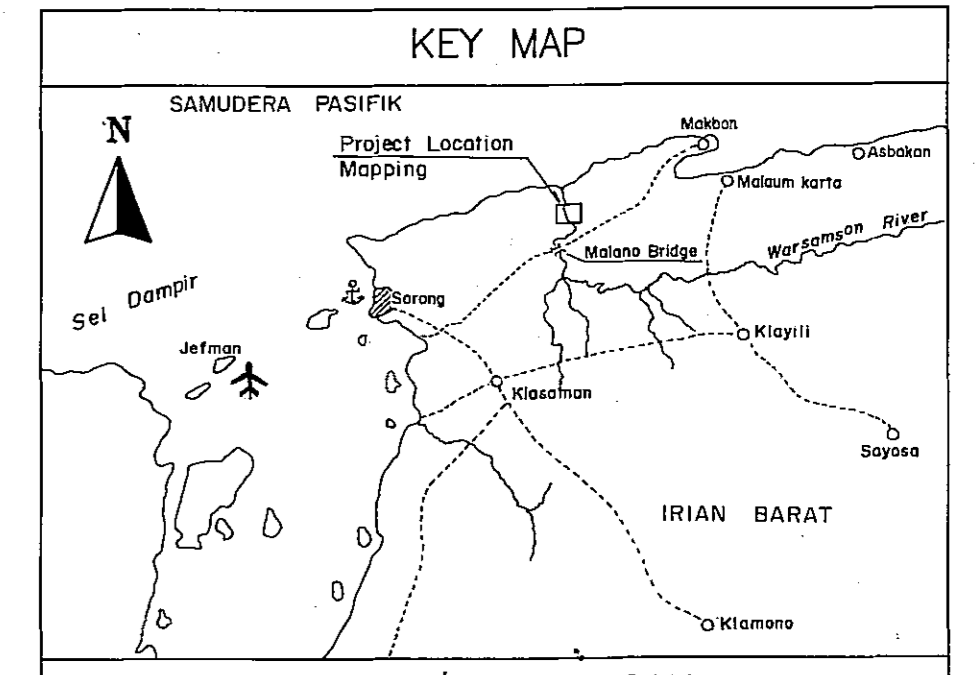 KEY MAP
SAMUDERA PASIFIK
N
Project Location
Mapping
Makbon
Asbakan
Malaum karta
Warsamson River
Malano Bridge
Sel Dampir
Sorong
Jefman
Klayili
Klasaman
Sayosa
IRIAN BARAT
Klamono